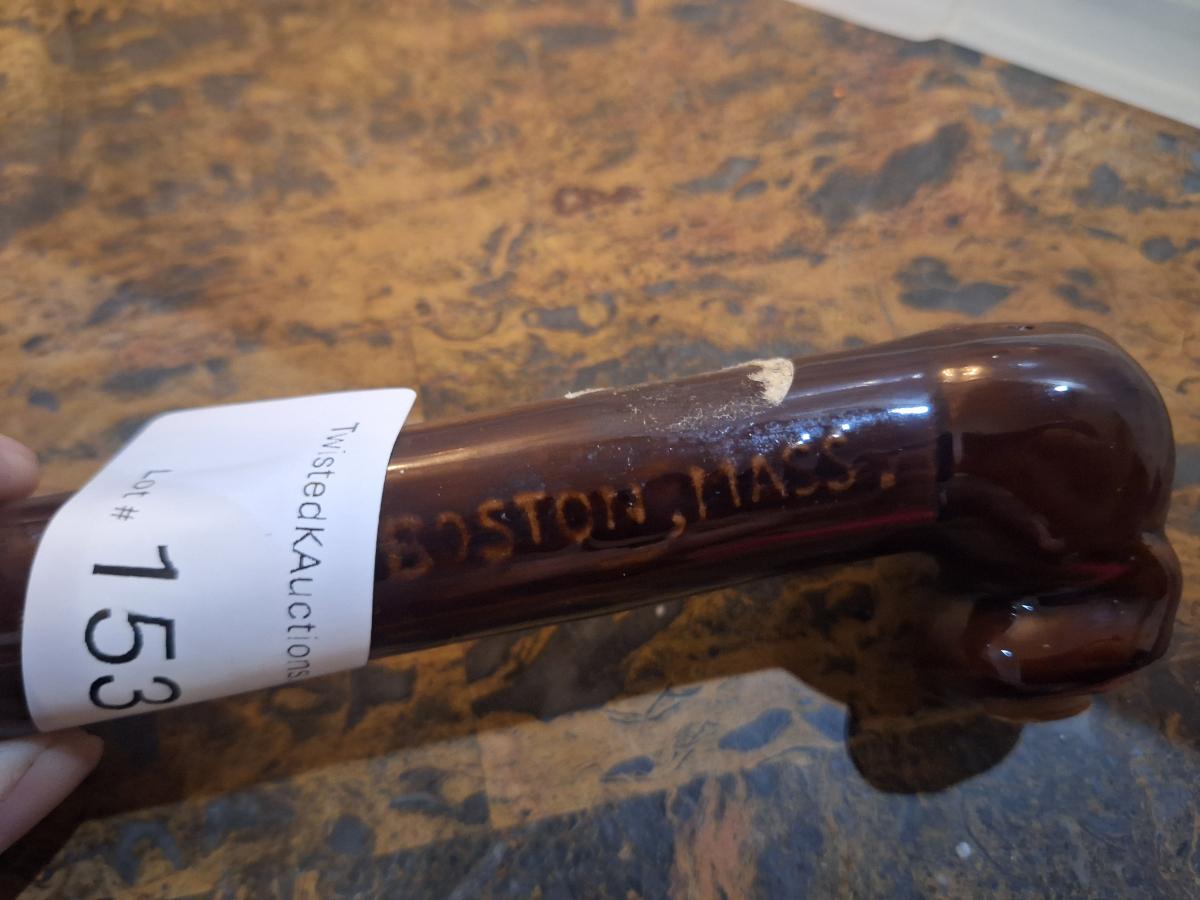 TwistedKAuctions
Lot # 153
BOSTON, MASS.